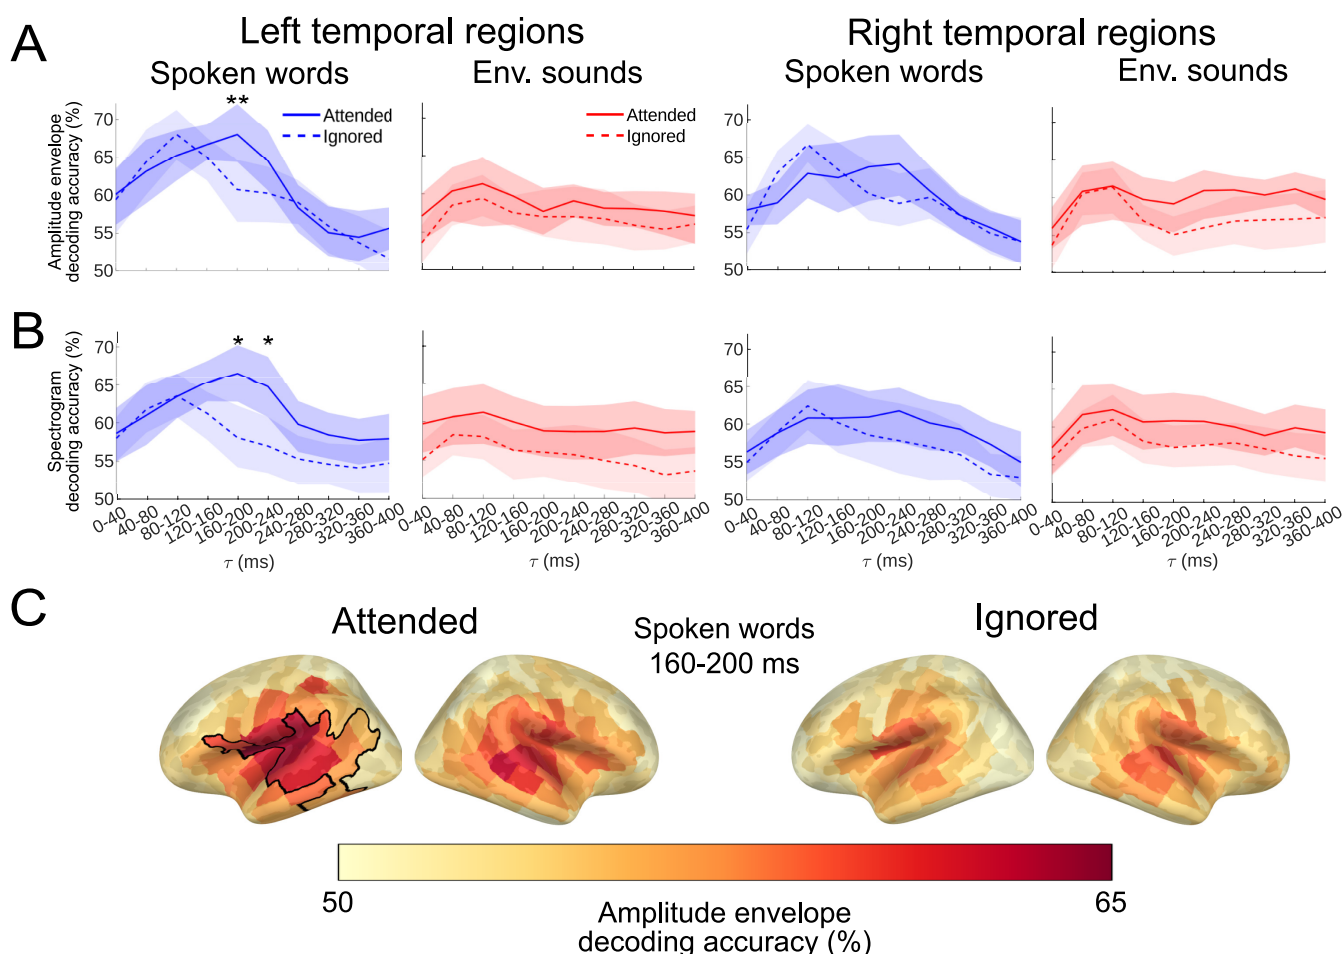 A
Left temporal regions
Right temporal regions
Spoken words
Env. sounds
Spoken words
Env. sounds
Amplitude envelope
decoding accuracy (%)
70
65
60
55
50
**
Attended
Ignored
Attended
Ignored
70
65
60
55
50
B
Spectrogram
decoding accuracy (%)
70
65
60
55
50
*
*
70
65
60
55
50
0-40
40-80
80-120
120-160
160-200
200-240
240-280
280-320
320-360
360-400
τ (ms)
0-40
40-80
80-120
120-160
160-200
200-240
240-280
280-320
320-360
360-400
τ (ms)
0-40
40-80
80-120
120-160
160-200
200-240
240-280
280-320
320-360
360-400
τ (ms)
0-40
40-80
80-120
120-160
160-200
200-240
240-280
280-320
320-360
360-400
τ (ms)
C
Attended
Spoken words
160-200 ms
Ignored
50
65
Amplitude envelope
decoding accuracy (%)